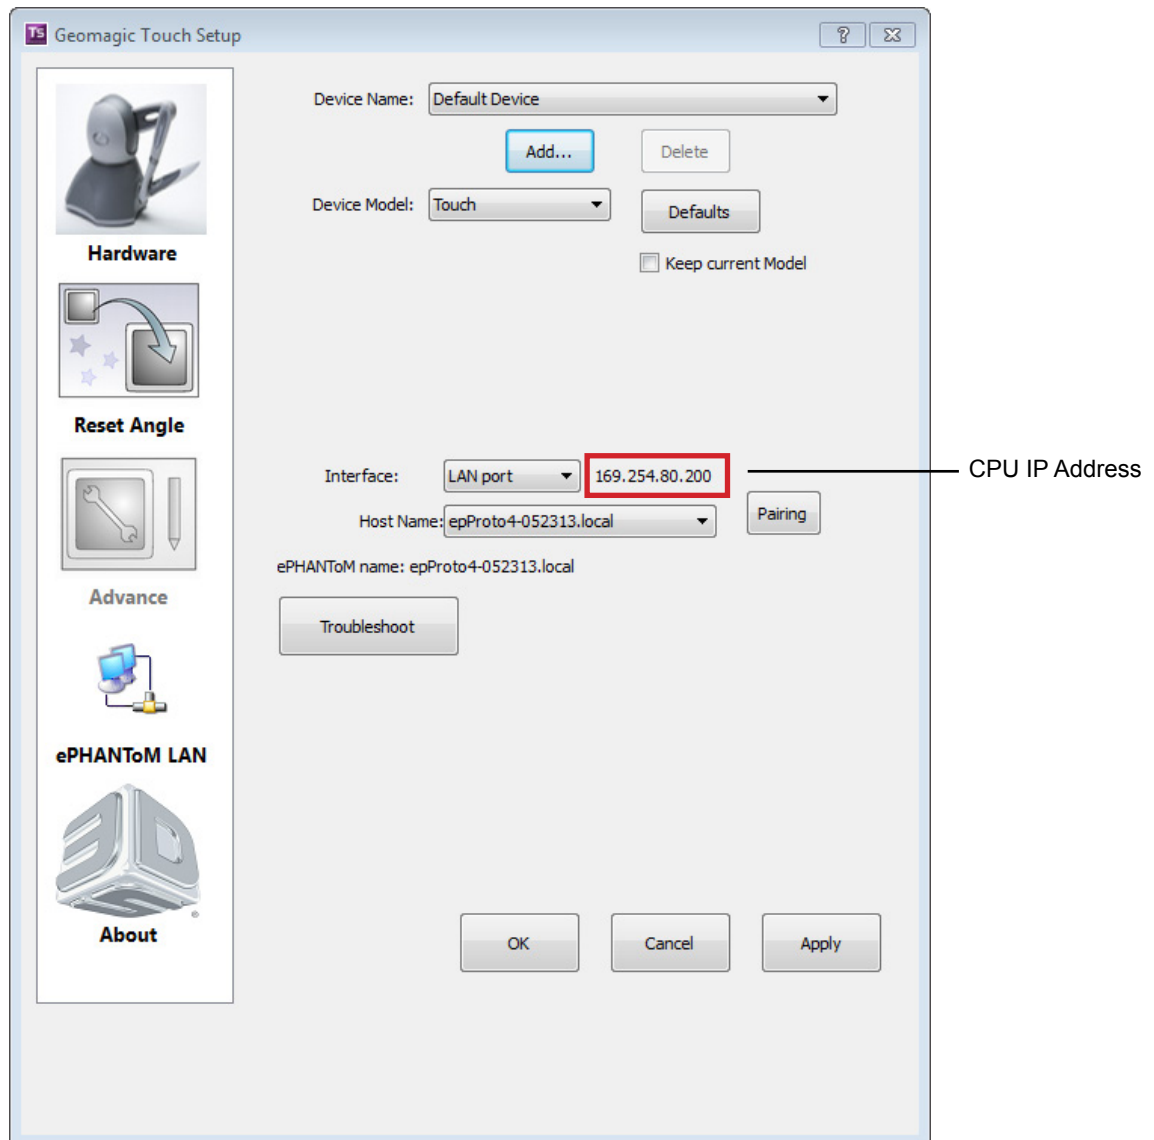 TS Geomagic Touch Setup
Device Name: Default Device
Add... Delete
Device Model: Touch Defaults
Keep current Model
Hardware
Reset Angle
Interface: LAN port 169.254.80.200 CPU IP Address
Host Name: epProto4-052313.local Pairing
ePHANToM name: epProto4-052313.local
Advance
Troubleshoot
ePHANToM LAN
3DS
®
About
OK Cancel Apply